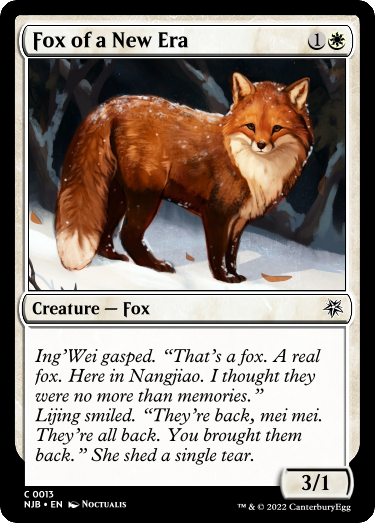 Fox of a New Era 1
Creature — Fox
Ing'Wei gasped. “That's a fox. A real
fox. Here in Nangjiao. I thought they
were no more than memories.”
Lijing smiled. “They're back, mei mei.
They're all back. You brought them
back.” She shed a single tear.
3/1
C 0013
NJB • EN Noctualis
™ & © 2022 CanterburyEgg